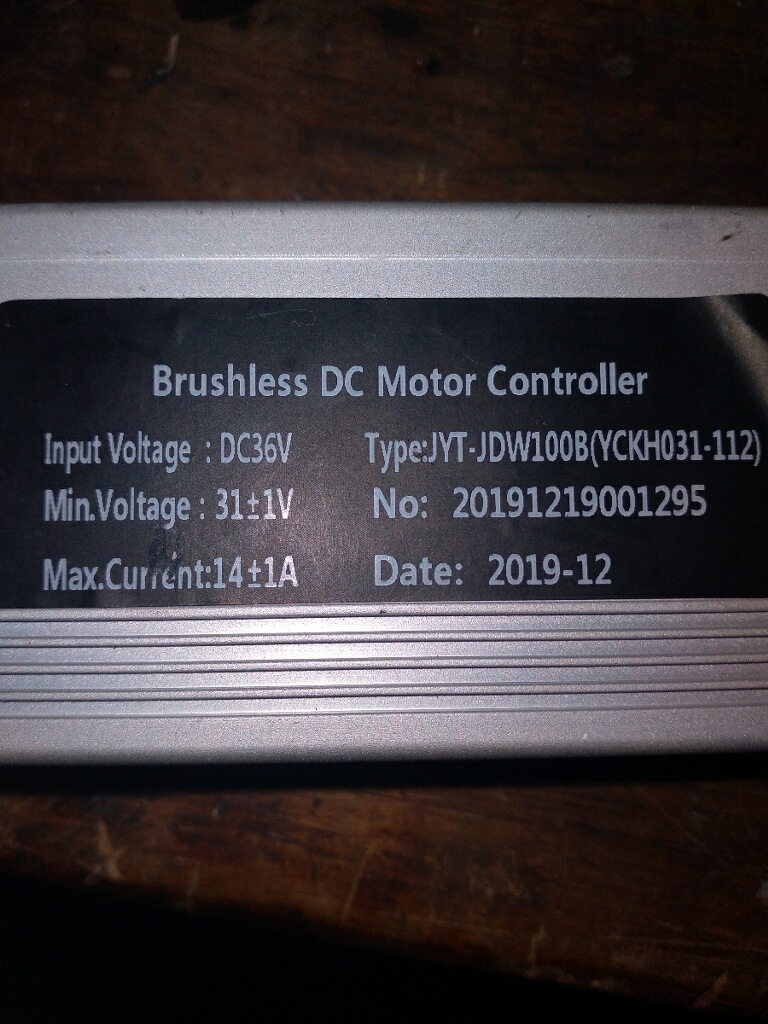 Brushless DC Motor Controller
Input Voltage : DC36V Type:JYT-JDW100B(YCKH031-112)
Min.Voltage : 31±1V No: 20191219001295
Max.Current:14±1A Date: 2019-12